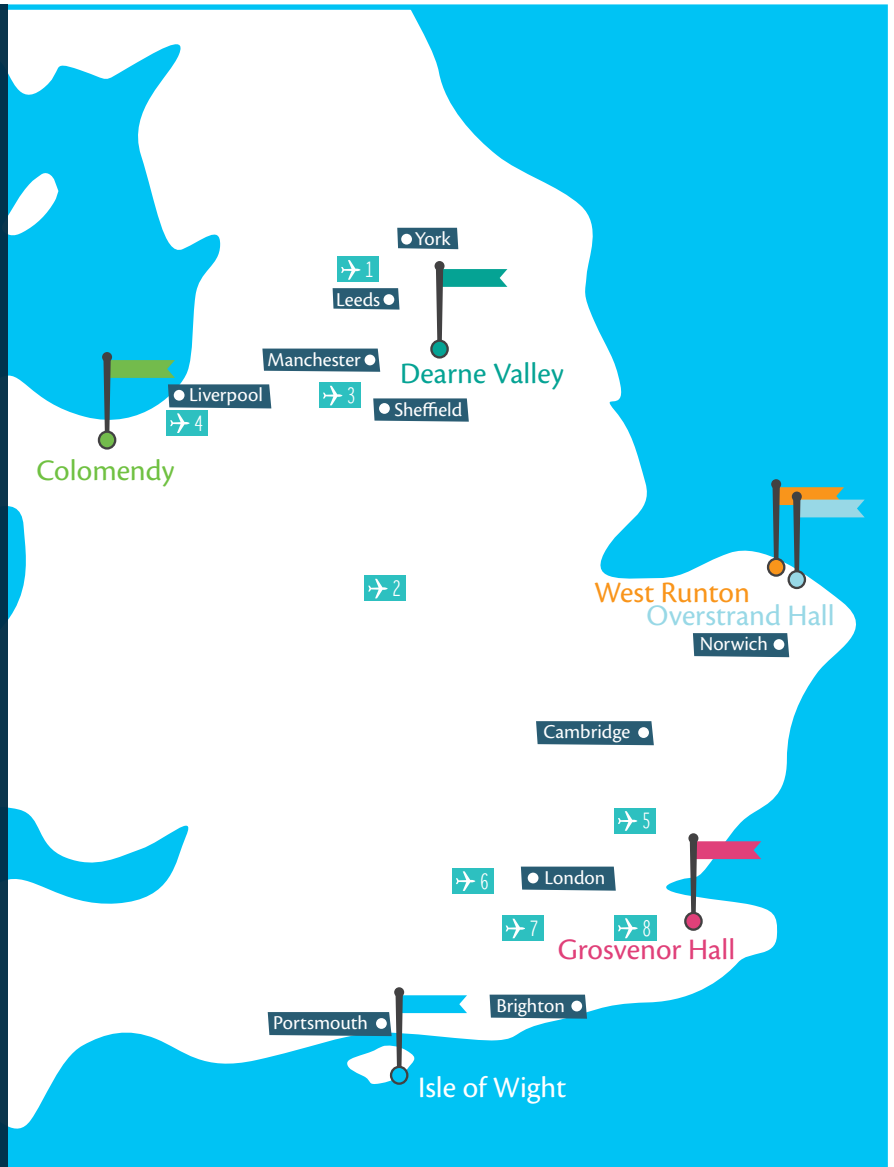 York
1
Leeds
Manchester
Dearne Valley
3
Liverpool
Sheffield
4
Colomendy
2
West Runton
Overstrand Hall
Norwich
Cambridge
5
6
London
7
8
Grosvenor Hall
Brighton
Portsmouth
Isle of Wight